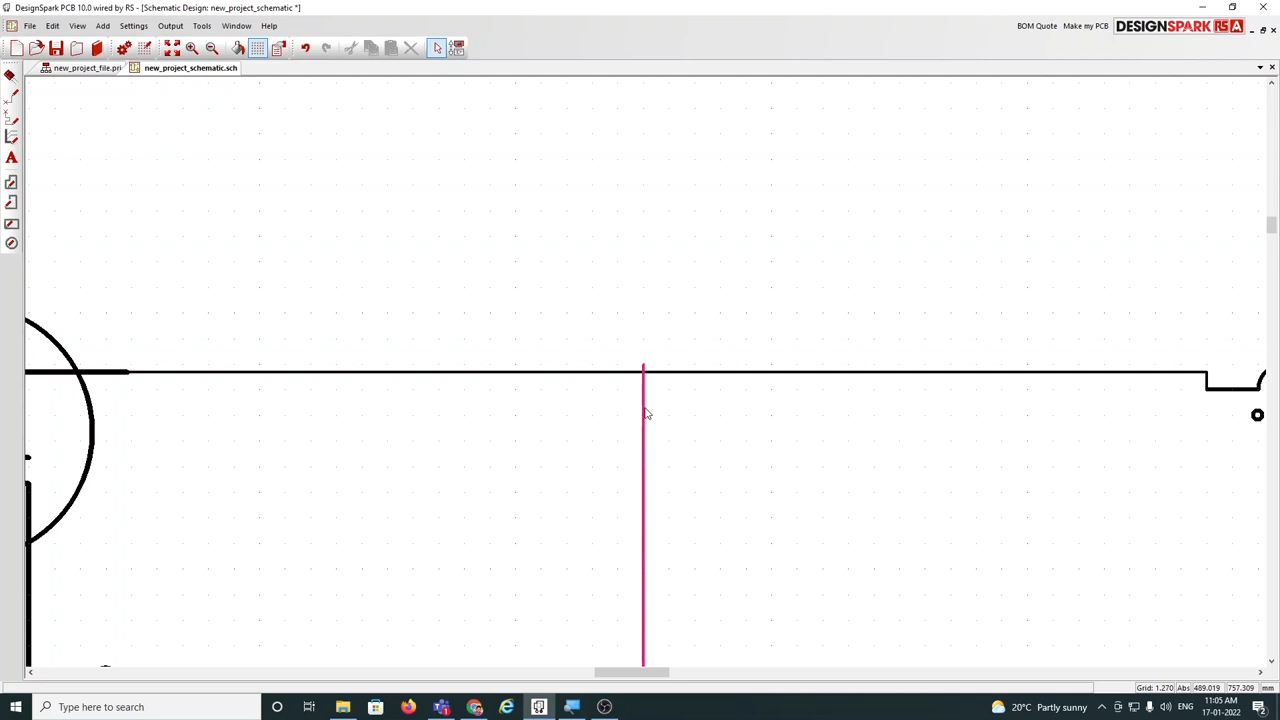 DesignSpark PCB 10.0 wired by RS - [Schematic Design: new_project_schematic *]
File Edit View Add Settings Output Tools Window Help
BOM Quote Make my PCB DESIGNSPARK RS
new_project_file.prj new_project_schematic.sch
A
Grid: 1.270 Abs 489.019 757.309 mm
Type here to search
20°C Partly sunny
11:05 AM
17-01-2022
2